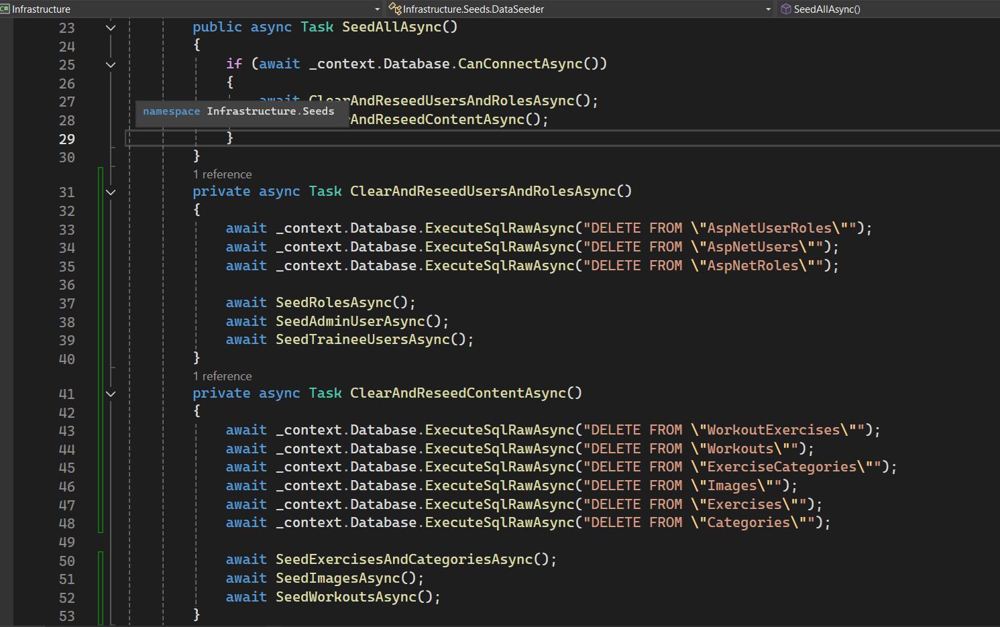 C# Infrastructure Infrastructure.Seeds.DataSeeder SeedAllAsync()
23 public async Task SeedAllAsync()
24 {
25 if (await _context.Database.CanConnectAsync())
26 {
27 await ClearAndReseedUsersAndRolesAsync();
namespace Infrastructure.Seeds
28 AndReseedContentAsync();
29 }
30 }
1 reference
31 private async Task ClearAndReseedUsersAndRolesAsync()
32 {
33 await _context.Database.ExecuteSqlRawAsync("DELETE FROM \"AspNetUserRoles\"");
34 await _context.Database.ExecuteSqlRawAsync("DELETE FROM \"AspNetUsers\"");
35 await _context.Database.ExecuteSqlRawAsync("DELETE FROM \"AspNetRoles\"");
36
37 await SeedRolesAsync();
38 await SeedAdminUserAsync();
39 await SeedTraineeUsersAsync();
40 }
1 reference
41 private async Task ClearAndReseedContentAsync()
42 {
43 await _context.Database.ExecuteSqlRawAsync("DELETE FROM \"WorkoutExercises\"");
44 await _context.Database.ExecuteSqlRawAsync("DELETE FROM \"Workouts\"");
45 await _context.Database.ExecuteSqlRawAsync("DELETE FROM \"ExerciseCategories\"");
46 await _context.Database.ExecuteSqlRawAsync("DELETE FROM \"Images\"");
47 await _context.Database.ExecuteSqlRawAsync("DELETE FROM \"Exercises\"");
48 await _context.Database.ExecuteSqlRawAsync("DELETE FROM \"Categories\"");
49
50 await SeedExercisesAndCategoriesAsync();
51 await SeedImagesAsync();
52 await SeedWorkoutsAsync();
53 }